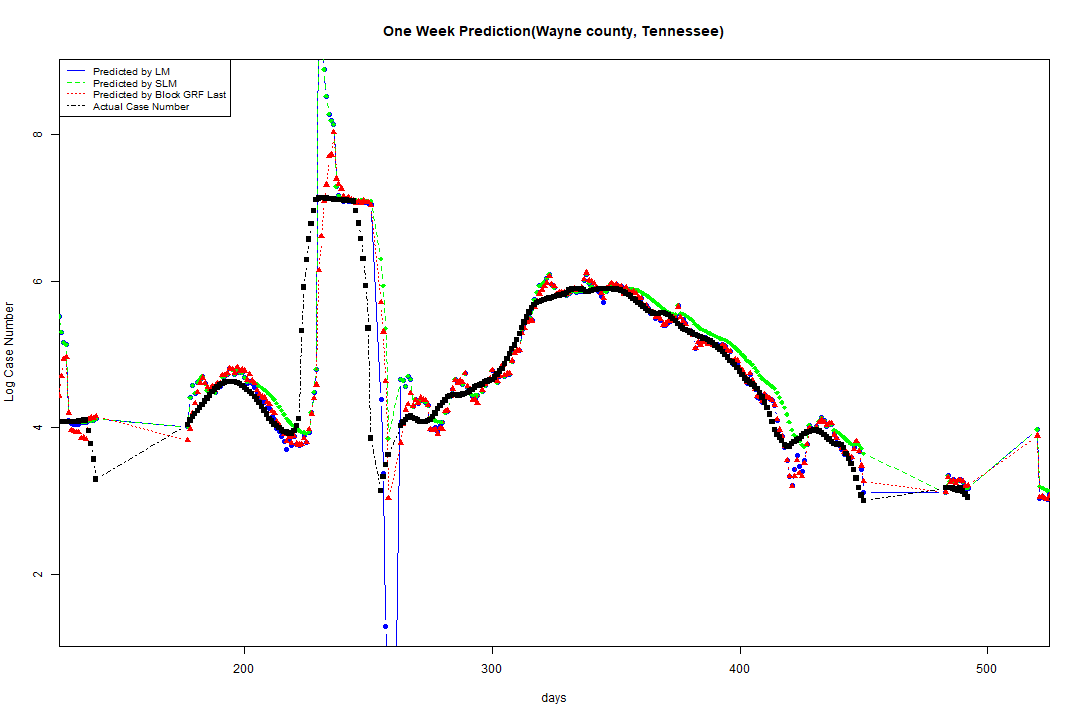 One Week Prediction(Wayne county, Tennessee)
Predicted by LM
Predicted by SLM
Predicted by Block GRF Last
Actual Case Number
Log Case Number
8
6
4
2
200 300 400 500
days